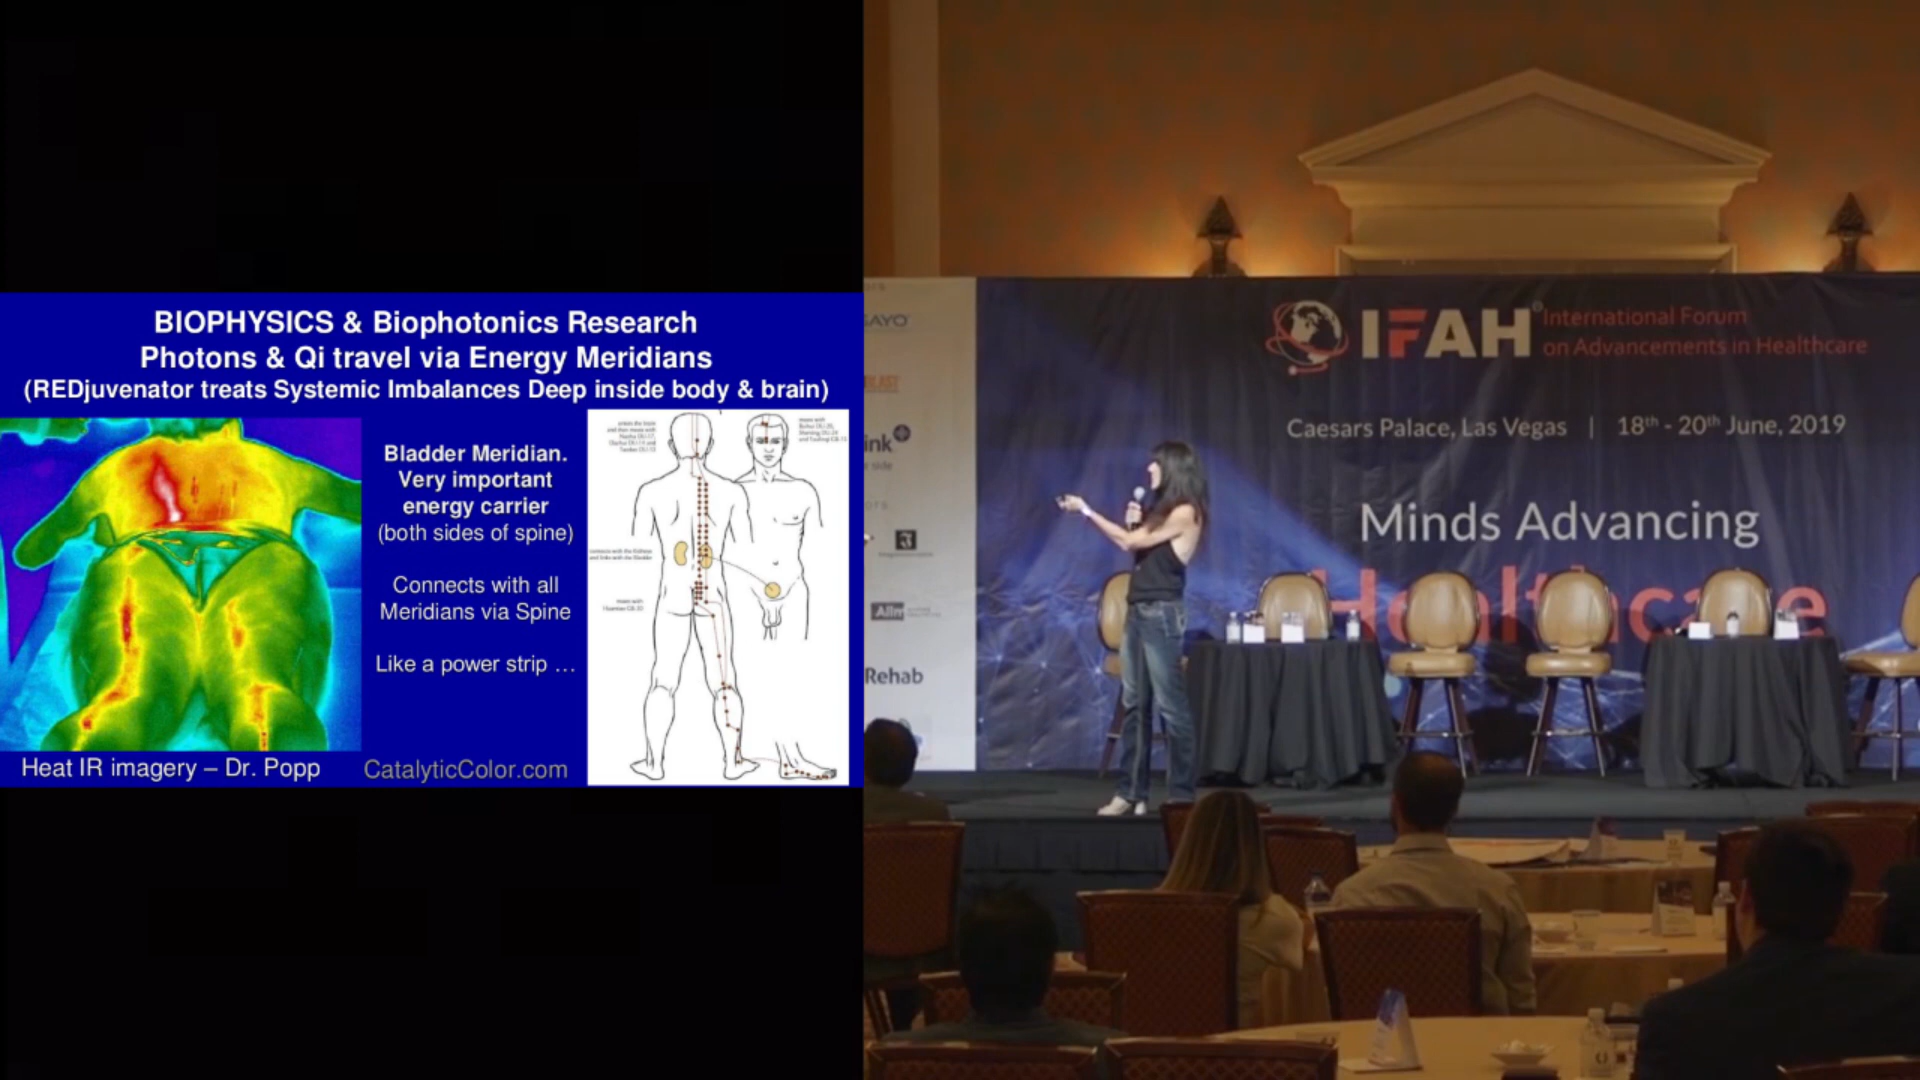 BIOPHYSICS & Biophotonics Research
Photons & Qi travel via Energy Meridians
(REDjuvenator treats Systemic Imbalances Deep inside body & brain)
Bladder Meridian.
Very important
energy carrier
(both sides of spine)
Connects with all
Meridians via Spine
Like a power strip …
Heat IR imagery – Dr. Popp
CatalyticColor.com
IFAH
International Forum
on Advancements in Healthcare
Caesars Palace, Las Vegas | 18th - 20th June, 2019
Minds Advancing
Healthcare
Rehab